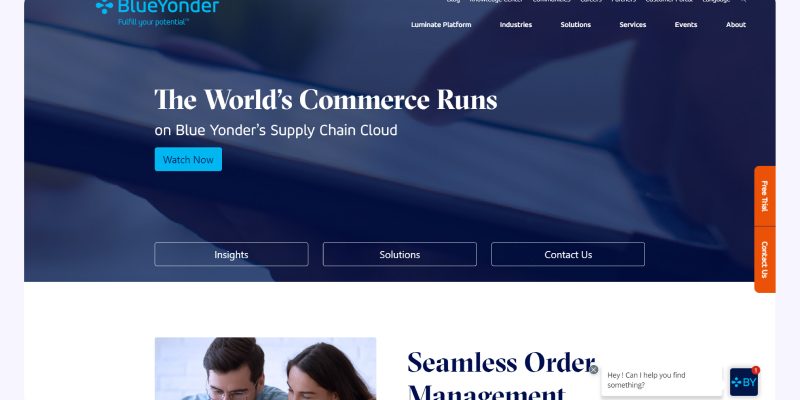 BlueYonder
Fulfill your potential™
Blog Knowledge Center Communities Careers Partners Customer Portal Language
Luminate Platform Industries Solutions Services Events About
The World's Commerce Runs
on Blue Yonder's Supply Chain Cloud
Watch Now
Free Trial
Contact Us
Insights Solutions Contact Us
Seamless Order
Management
Hey! Can I help you find
something?
BY
1